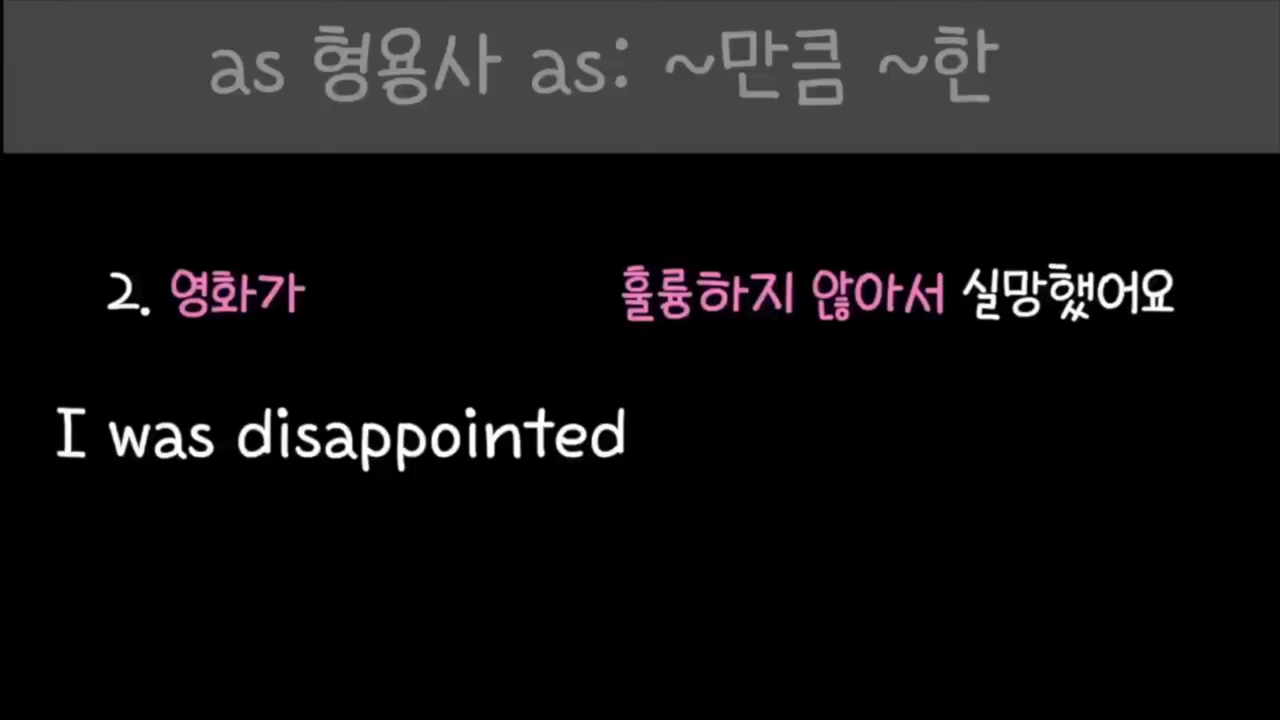 as 형용사 as: ~만큼 ~한
2. 영화가 훌륭하지 않아서 실망했어요
I was disappointed